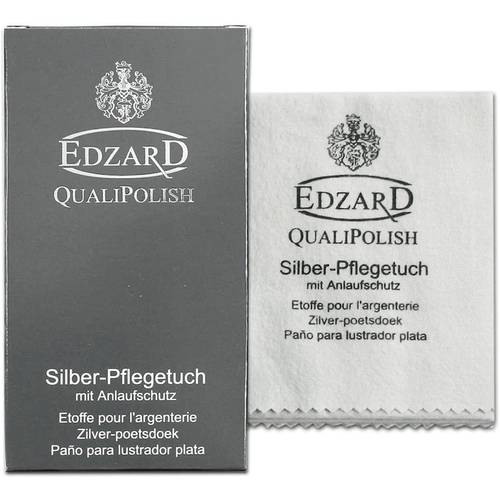 EDZARD
QUALIPOLISH
Silber-Pflegetuch
mit Anlaufschutz
Etoffe pour l'argenterie
Zilver-poetsdoek
Paño para lustrador plata
EDZARD
QUALIPOLISH
Silber-Pflegetuch
mit Anlaufschutz
Etoffe pour l'argenterie
Zilver-poetsdoek
Paño para lustrador plata